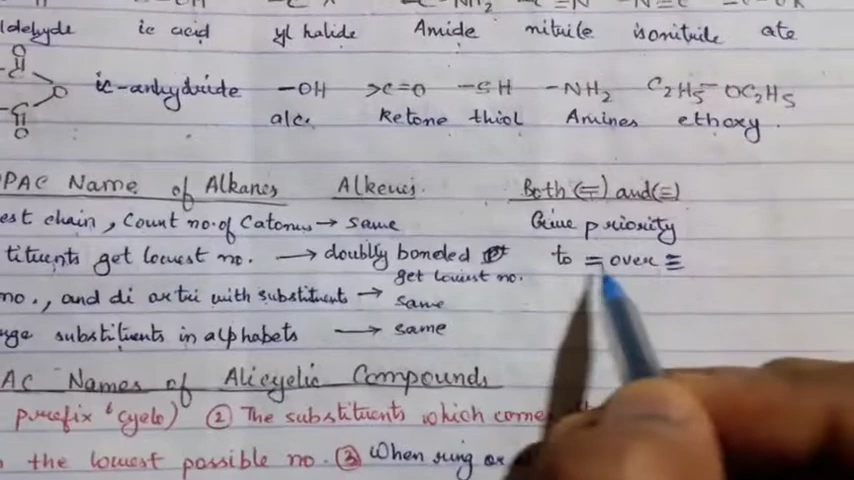 ldehyde ic acid yl halide Amide nitrile isonitrile ate
O
-C
O ic-anhydride -OH >C=O -SH -NH2 C2H5-OC2H5
-C
O
alc. Ketone thiol Amines ethoxy.
PAC Name of Alkanes Alkenes. Both (=) and (≡)
est chain, Count no. of Catonus → same Give priority
tituents get lowest no. → doublly bonded get lowest no. to = over ≡
no., and di or tri with substituents → same
nge substituents in alphabets → same
AC Names of Alicyclic Compounds
prefix 'cyclo) ② The substituents which come
the lowest possible no. ③ When ring or